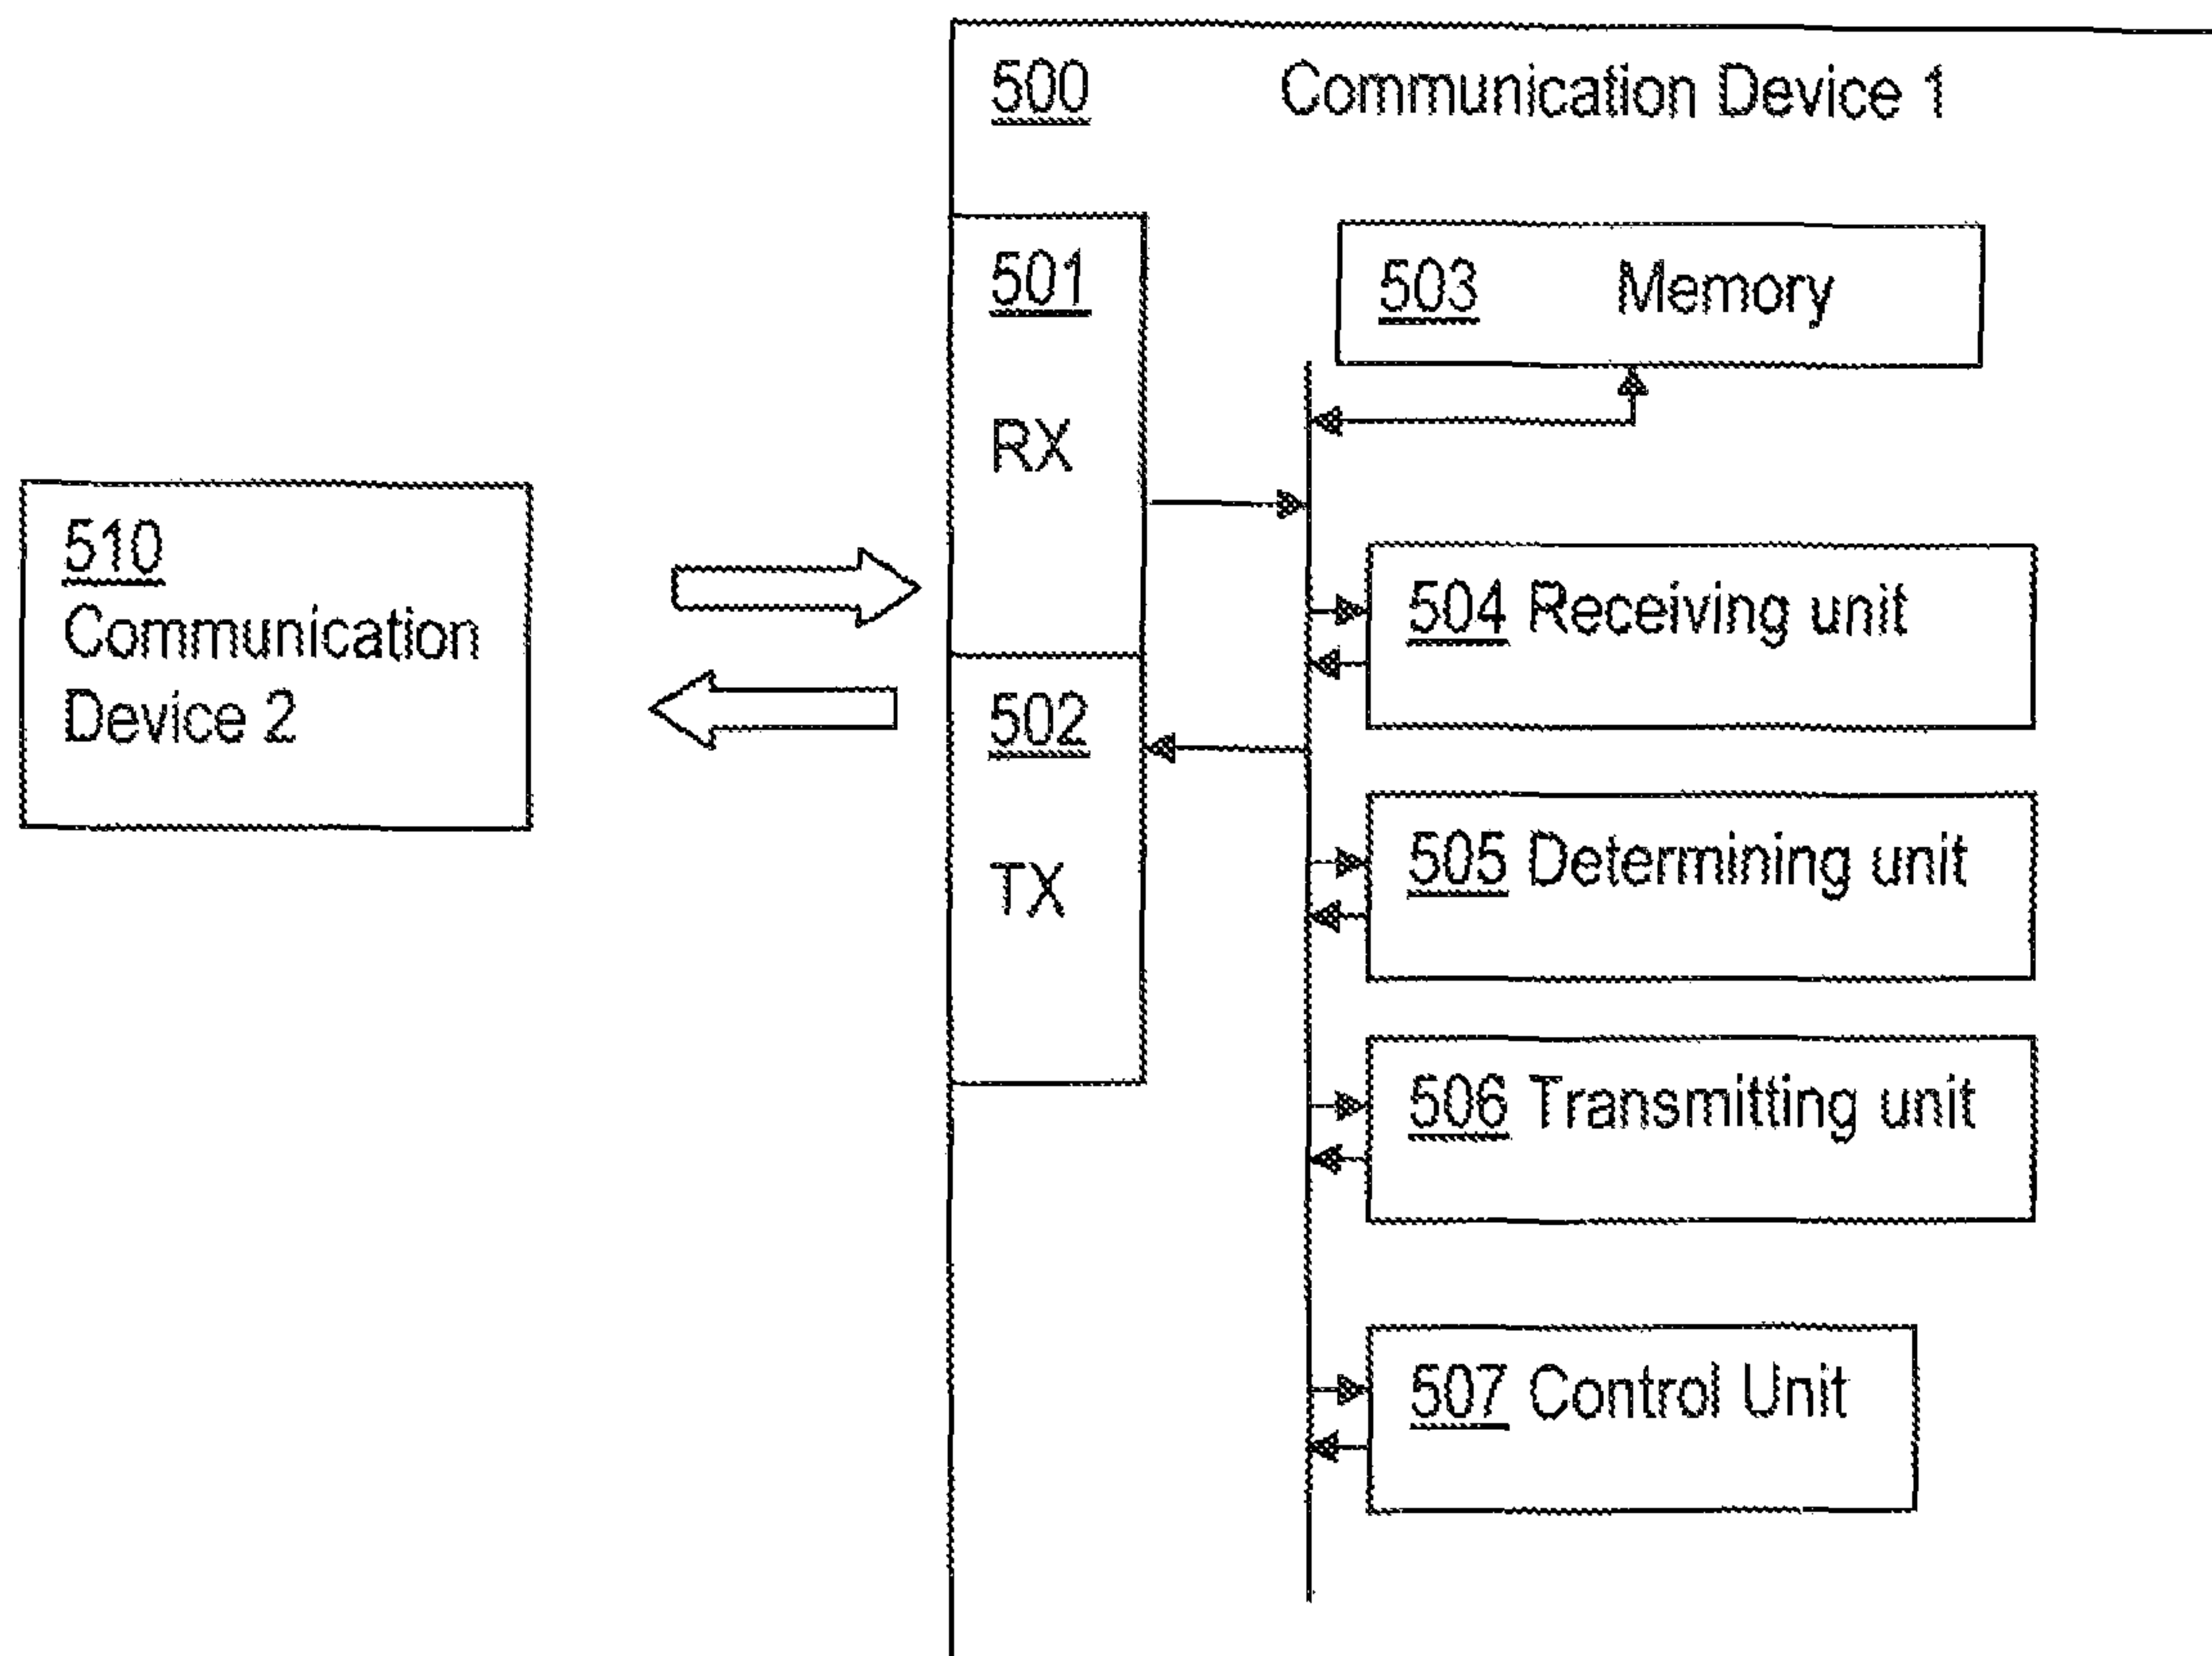 500 Communication Device 1
501
RX
503 Memory
510
Communication
Device 2
504 Receiving unit
502
TX
505 Determining unit
506 Transmitting unit
507 Control Unit